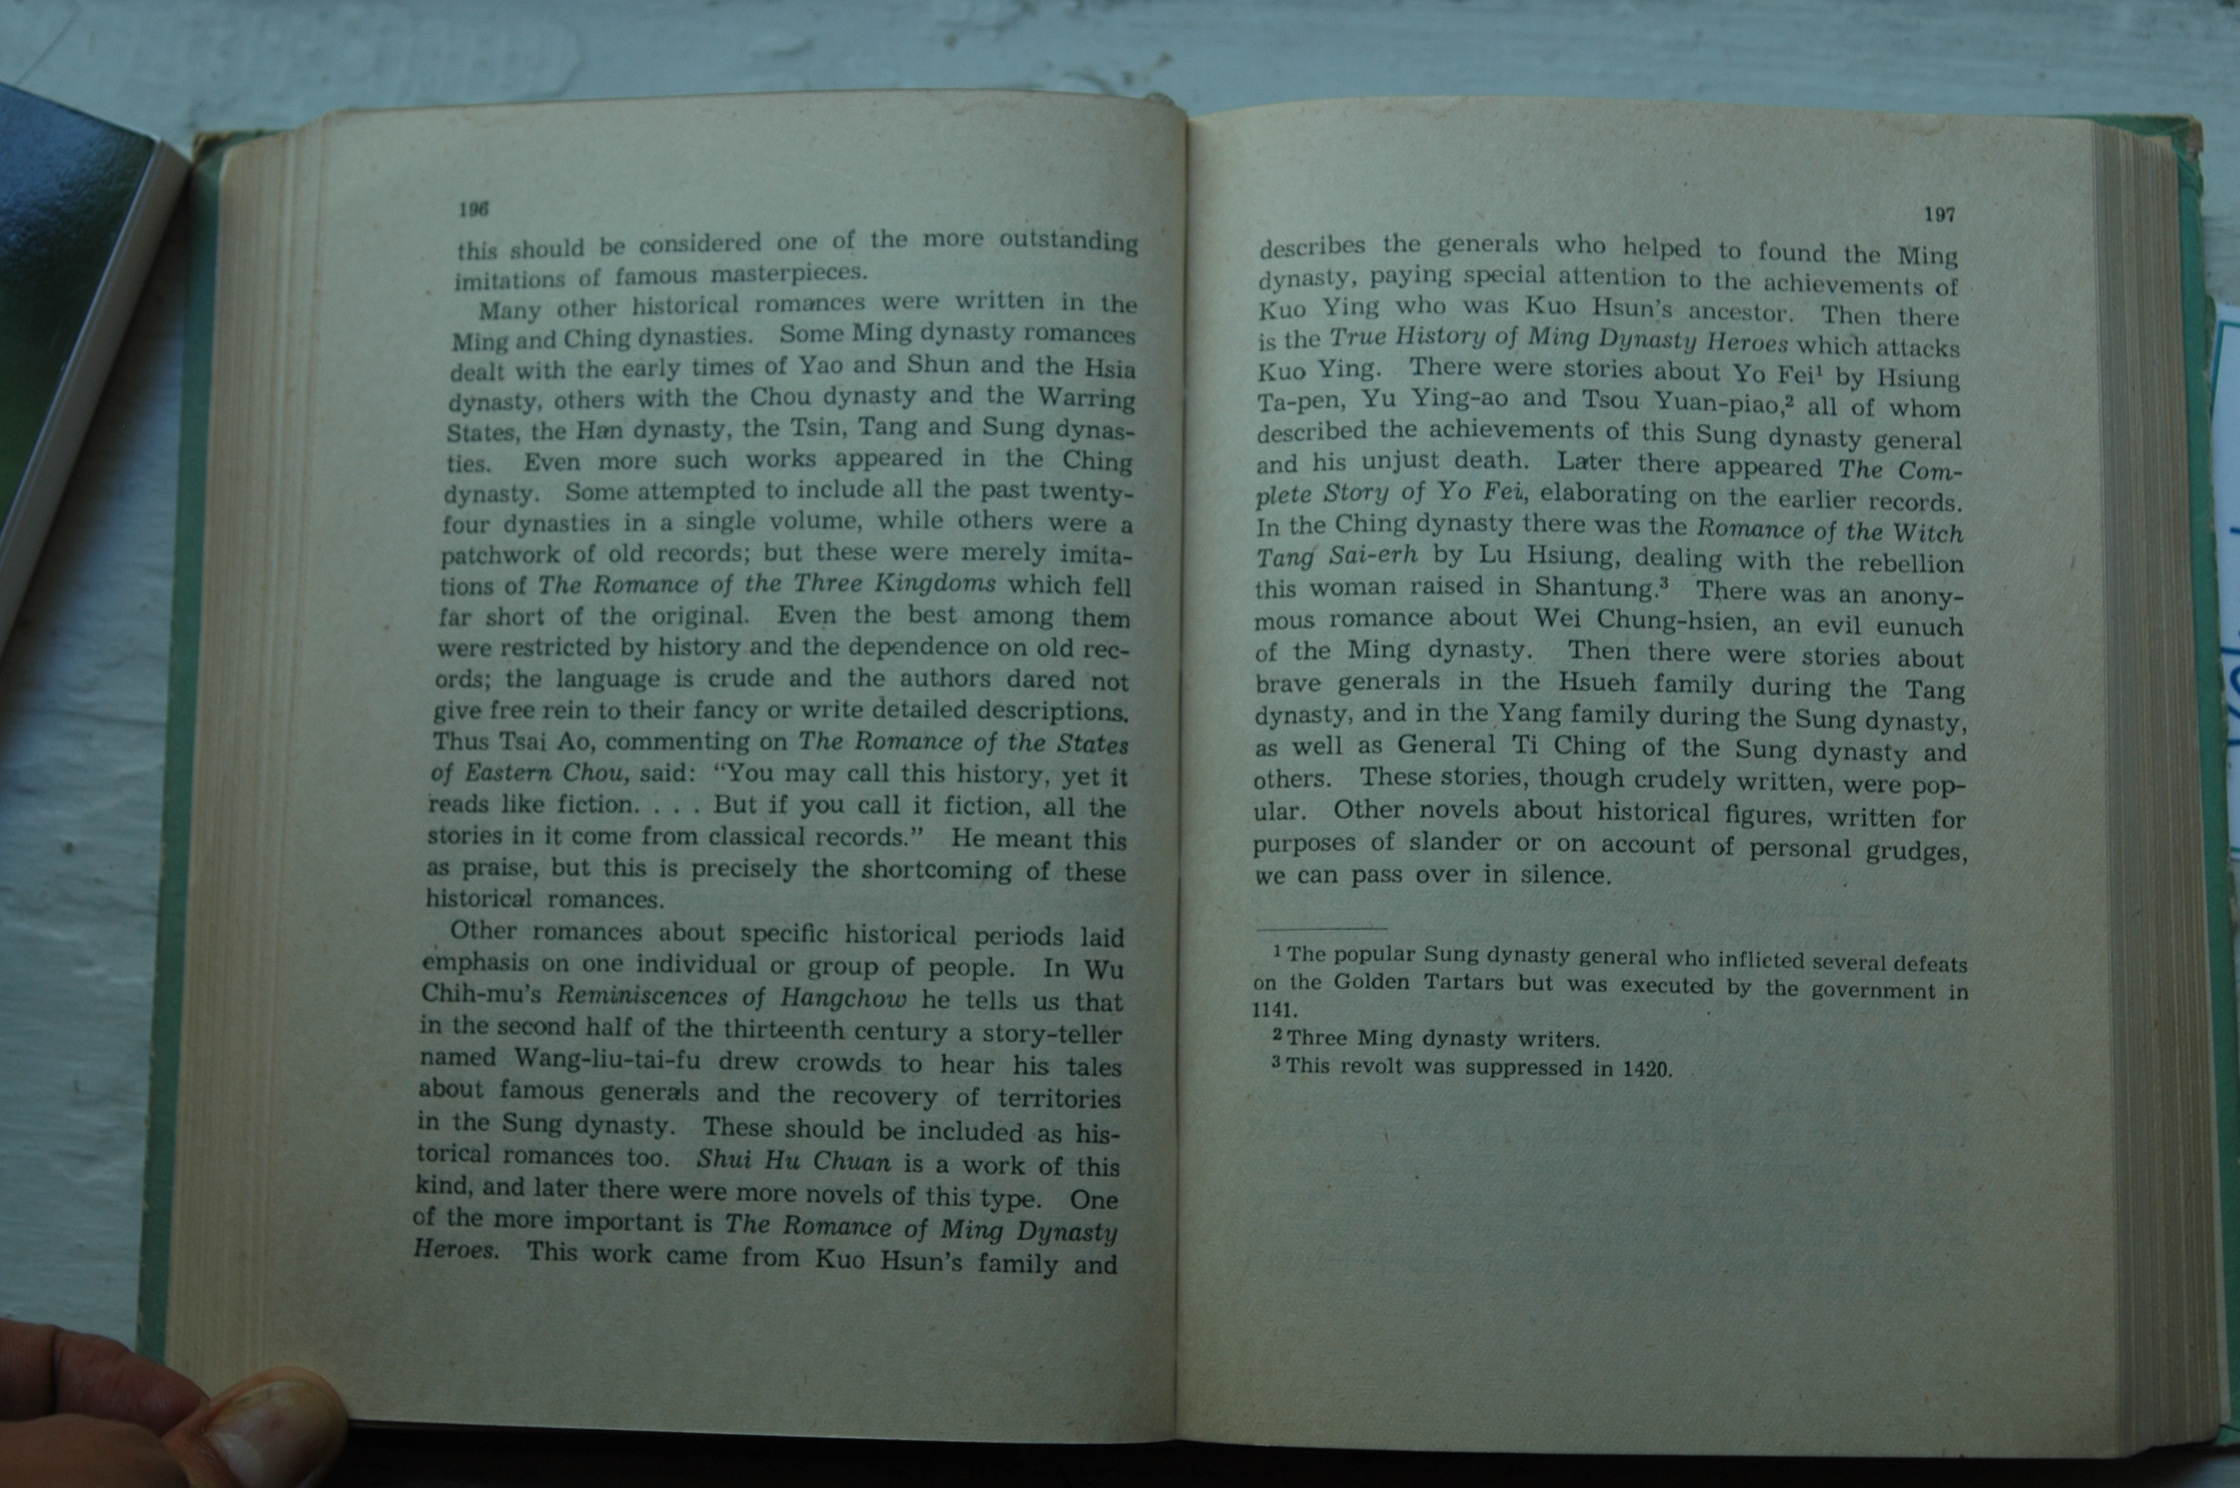 196
this should be considered one of the more outstanding
imitations of famous masterpieces.
Many other historical romances were written in the
Ming and Ching dynasties. Some Ming dynasty romances
dealt with the early times of Yao and Shun and the Hsia
dynasty, others with the Chou dynasty and the Warring
States, the Han dynasty, the Tsin, Tang and Sung dynas-
ties. Even more such works appeared in the Ching
dynasty. Some attempted to include all the past twenty-
four dynasties in a single volume, while others were a
patchwork of old records; but these were merely imita-
tions of The Romance of the Three Kingdoms which fell
far short of the original. Even the best among them
were restricted by history and the dependence on old rec-
ords; the language is crude and the authors dared not
give free rein to their fancy or write detailed descriptions.
Thus Tsai Ao, commenting on The Romance of the States
of Eastern Chou, said: “You may call this history, yet it
reads like fiction. . . . But if you call it fiction, all the
stories in it come from classical records.” He meant this
as praise, but this is precisely the shortcoming of these
historical romances.
Other romances about specific historical periods laid
emphasis on one individual or group of people. In Wu
Chih-mu's Reminiscences of Hangchow he tells us that
in the second half of the thirteenth century a story-teller
named Wang-liu-tai-fu drew crowds to hear his tales
about famous generals and the recovery of territories
in the Sung dynasty. These should be included as his-
torical romances too. Shui Hu Chuan is a work of this
kind, and later there were more novels of this type. One
of the more important is The Romance of Ming Dynasty
Heroes. This work came from Kuo Hsun's family and
197
describes the generals who helped to found the Ming
dynasty, paying special attention to the achievements of
Kuo Ying who was Kuo Hsun's ancestor. Then there
is the True History of Ming Dynasty Heroes which attacks
Kuo Ying. There were stories about Yo Fei¹ by Hsiung
Ta-pen, Yu Ying-ao and Tsou Yuan-piao,² all of whom
described the achievements of this Sung dynasty general
and his unjust death. Later there appeared The Com-
plete Story of Yo Fei, elaborating on the earlier records.
In the Ching dynasty there was the Romance of the Witch
Tang Sai-erh by Lu Hsiung, dealing with the rebellion
this woman raised in Shantung.³ There was an anony-
mous romance about Wei Chung-hsien, an evil eunuch
of the Ming dynasty. Then there were stories about
brave generals in the Hsueh family during the Tang
dynasty, and in the Yang family during the Sung dynasty,
as well as General Ti Ching of the Sung dynasty and
others. These stories, though crudely written, were pop-
ular. Other novels about historical figures, written for
purposes of slander or on account of personal grudges,
we can pass over in silence.
¹ The popular Sung dynasty general who inflicted several defeats
on the Golden Tartars but was executed by the government in
1141.
² Three Ming dynasty writers.
³ This revolt was suppressed in 1420.